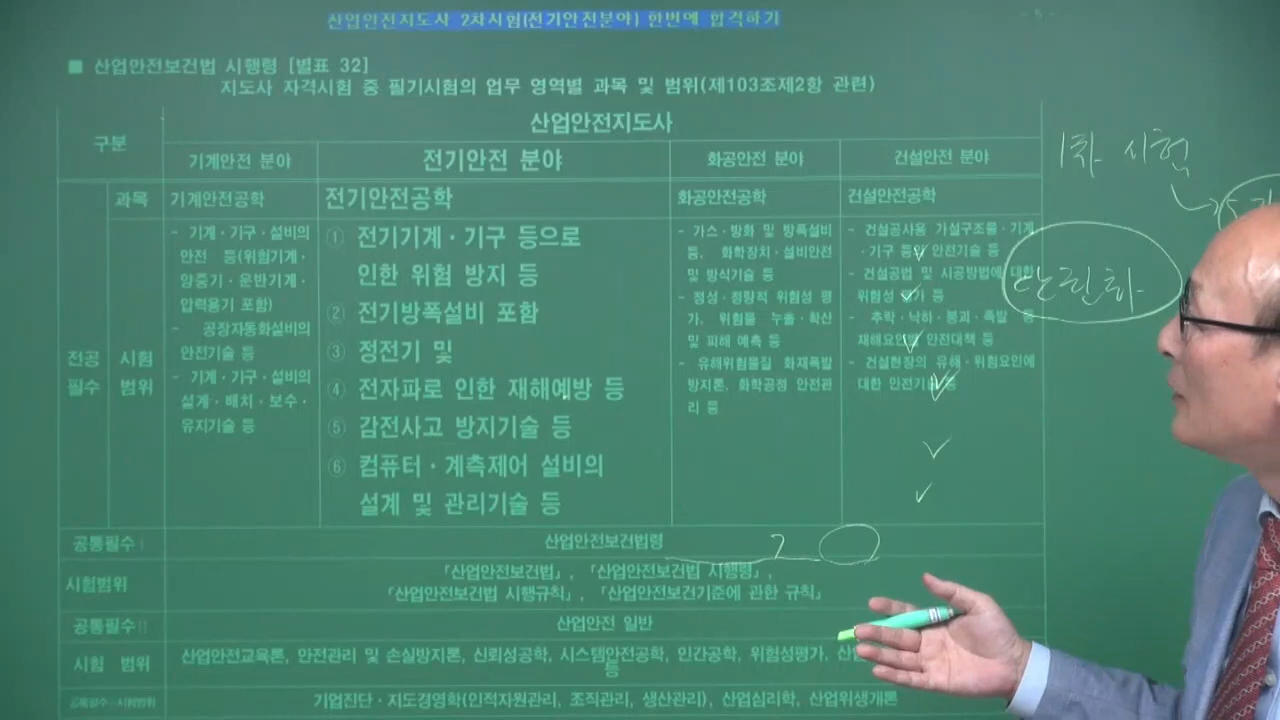 산업안전지도사 2차시험(전기안전분야) 한번에 합격하기
- 5 -
■ 산업안전보건법 시행령 [별표 32]
지도사 자격시험 중 필기시험의 업무 영역별 과목 및 범위(제103조제2항 관련)
구분
산업안전지도사
기계안전 분야
전기안전 분야
화공안전 분야
건설안전 분야
전공
필수
과목
기계안전공학
전기안전공학
화공안전공학
건설안전공학
시험
범위
- 기계·기구·설비의
안전 등(위험기계·
양중기·운반기계·
압력용기 포함)
- 공장자동화설비의
안전기술 등
- 기계·기구·설비의
설계·배치·보수·
유지기술 등
① 전기기계·기구 등으로
인한 위험 방지 등
② 전기방폭설비 포함
③ 정전기 및
④ 전자파로 인한 재해예방 등
⑤ 감전사고 방지기술 등
⑥ 컴퓨터·계측제어 설비의
설계 및 관리기술 등
- 가스·방화 및 방폭설비
등, 화학장치·설비안전
및 방식기술 등
- 정성·정량적 위험성 평
가, 위험물 누출·확산
및 피해 예측 등
- 유해위험물질 화재폭발
방지론, 화학공정 안전관
리 등
- 건설공사용 가설구조물·기계
·기구 등의 안전기술 등
- 건설공법 및 시공방법에 대한
위험성 평가 등
- 추락·낙하·붕괴·폭발 등
재해요인별 안전대책 등
- 건설현장의 유해·위험요인에
대한 안전기술 등
공통필수 Ⅰ
산업안전보건법령
2
시험범위
「산업안전보건법」, 「산업안전보건법 시행령」,
「산업안전보건법 시행규칙」, 「산업안전보건기준에 관한 규칙」
공통필수 Ⅱ
산업안전 일반
시험 범위
산업안전교육론, 안전관리 및 손실방지론, 신뢰성공학, 시스템안전공학, 인간공학, 위험성평가,
등
기업진단·지도경영학(인적자원관리, 조직관리, 생산관리), 산업심리학, 산업위생개론
1차 시험